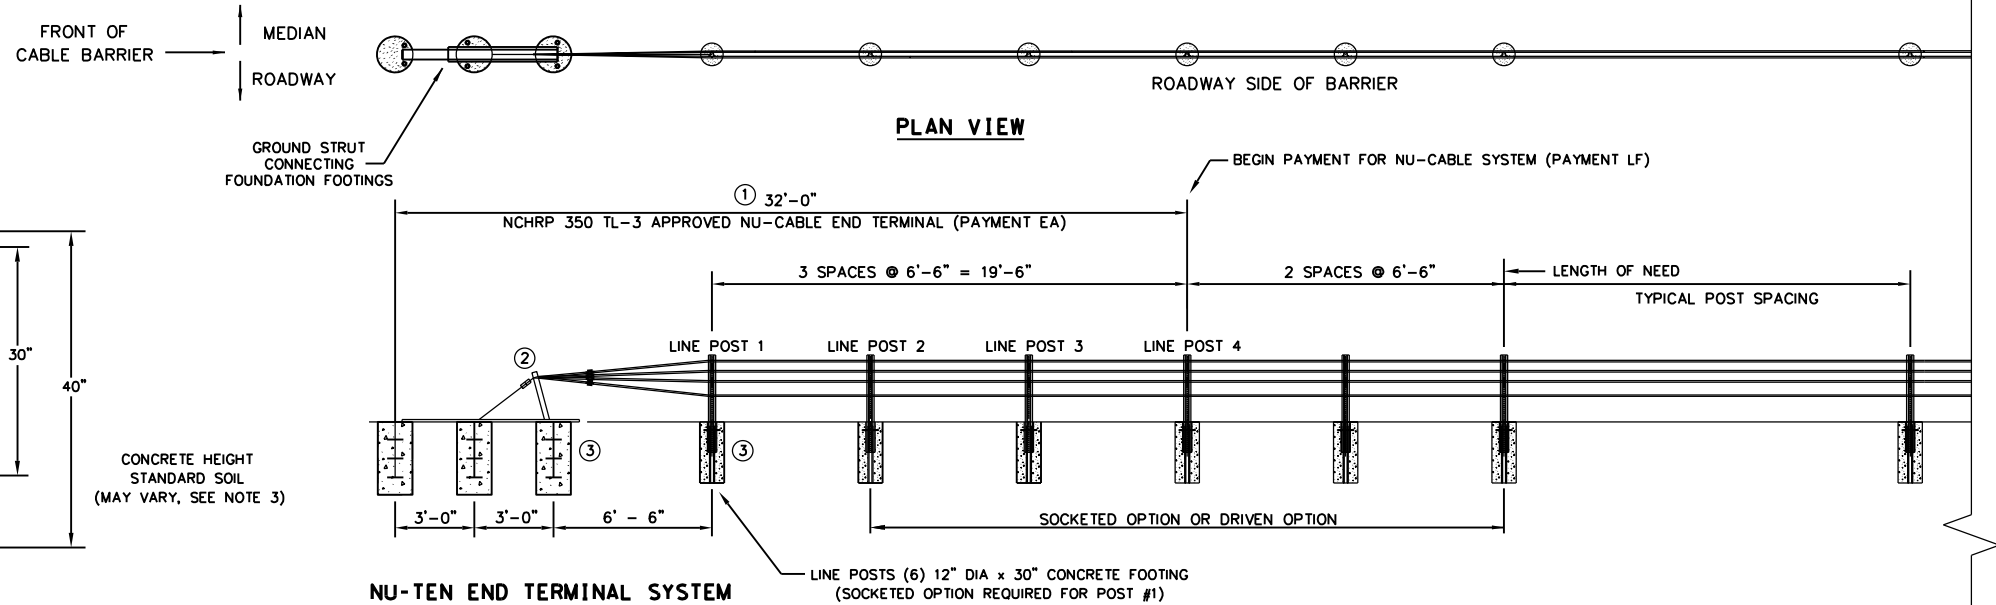 FRONT OF
CABLE BARRIER
MEDIAN
ROADWAY
ROADWAY SIDE OF BARRIER
PLAN VIEW
GROUND STRUT
CONNECTING
FOUNDATION FOOTINGS
BEGIN PAYMENT FOR NU-CABLE SYSTEM (PAYMENT LF)
1 32'-0"
NCHRP 350 TL-3 APPROVED NU-CABLE END TERMINAL (PAYMENT EA)
3 SPACES @ 6'-6" = 19'-6"
2 SPACES @ 6'-6"
LENGTH OF NEED
TYPICAL POST SPACING
30"
40"
2
LINE POST 1
LINE POST 2
LINE POST 3
LINE POST 4
3
3
CONCRETE HEIGHT
STANDARD SOIL
(MAY VARY, SEE NOTE 3)
3'-0"
3'-0"
6' - 6"
SOCKETED OPTION OR DRIVEN OPTION
LINE POSTS (6) 12" DIA x 30" CONCRETE FOOTING
(SOCKETED OPTION REQUIRED FOR POST #1)
NU-TEN END TERMINAL SYSTEM